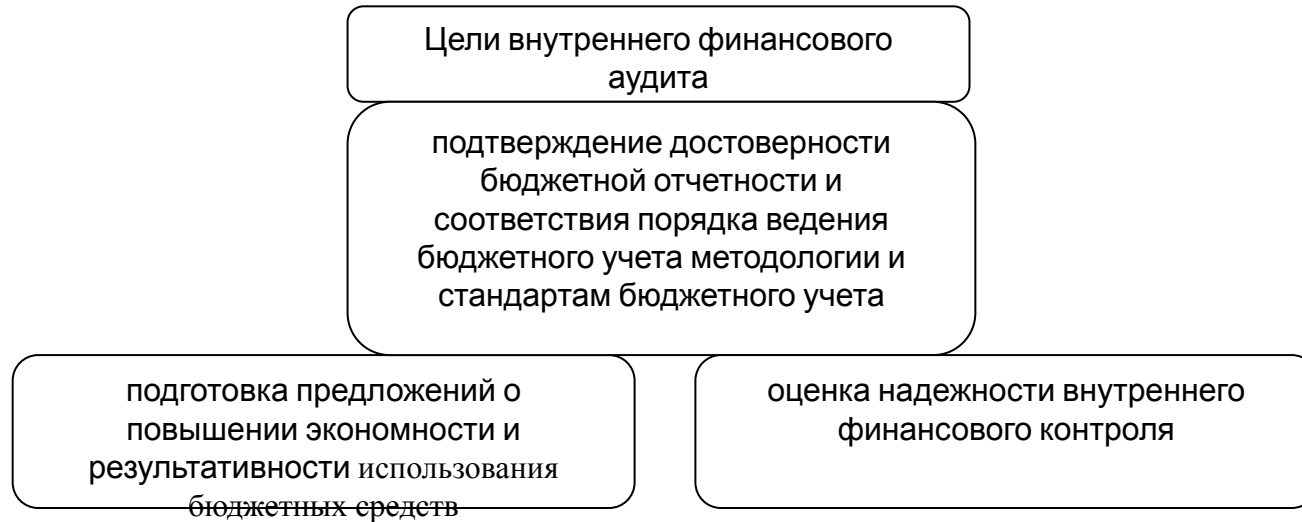 Цели внутреннего финансового
аудита
подтверждение достоверности
бюджетной отчетности и
соответствия порядка ведения
бюджетного учета методологии и
стандартам бюджетного учета
подготовка предложений о
повышении экономности и
результативности использования
бюджетных средств
оценка надежности внутреннего
финансового контроля